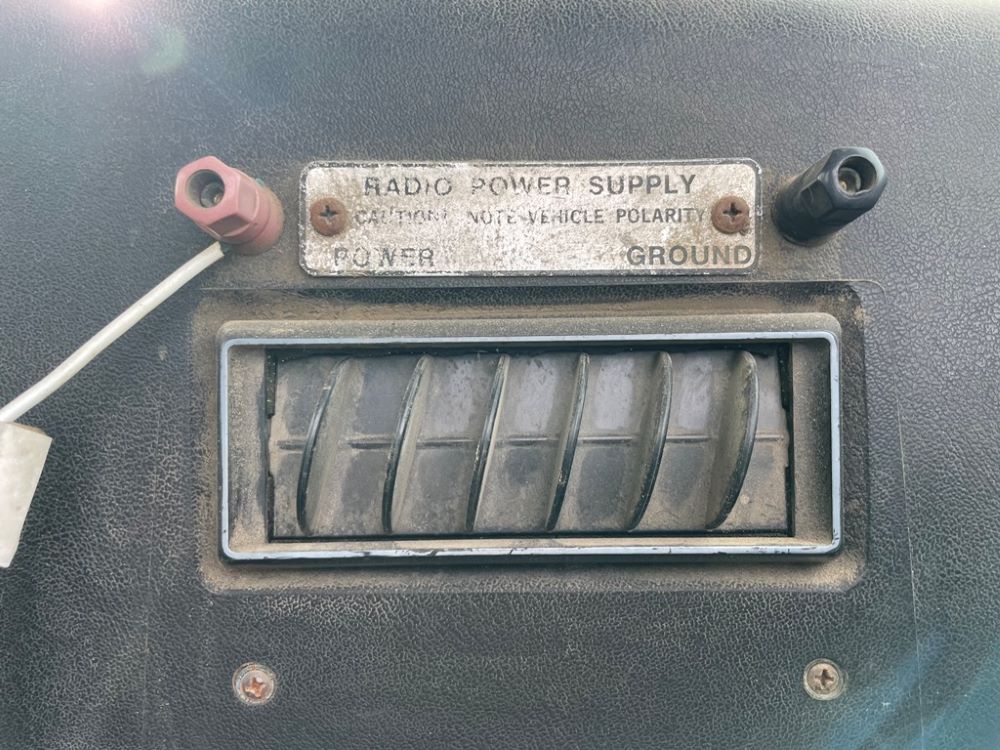 RADIO POWER SUPPLY
CAUTION! NOTE VEHICLE POLARITY
POWER GROUND